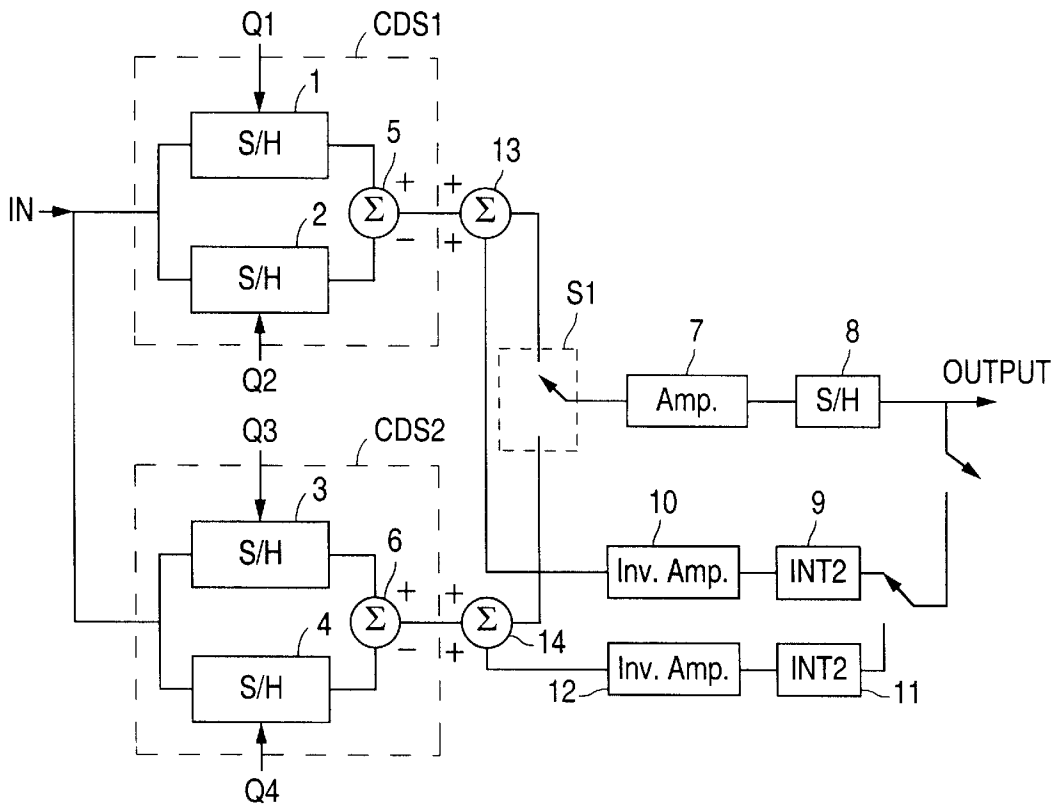 Q1
CDS1
1
S/H
5
+
−
IN
2
S/H
Q2
Σ
+
+
13
Σ
S1
7
Amp.
8
S/H
OUTPUT
Q3
CDS2
3
S/H
6
+
−
Σ
4
S/H
Q4
+
+
Σ
14
10
Inv. Amp.
9
INT2
12
Inv. Amp.
INT2
11